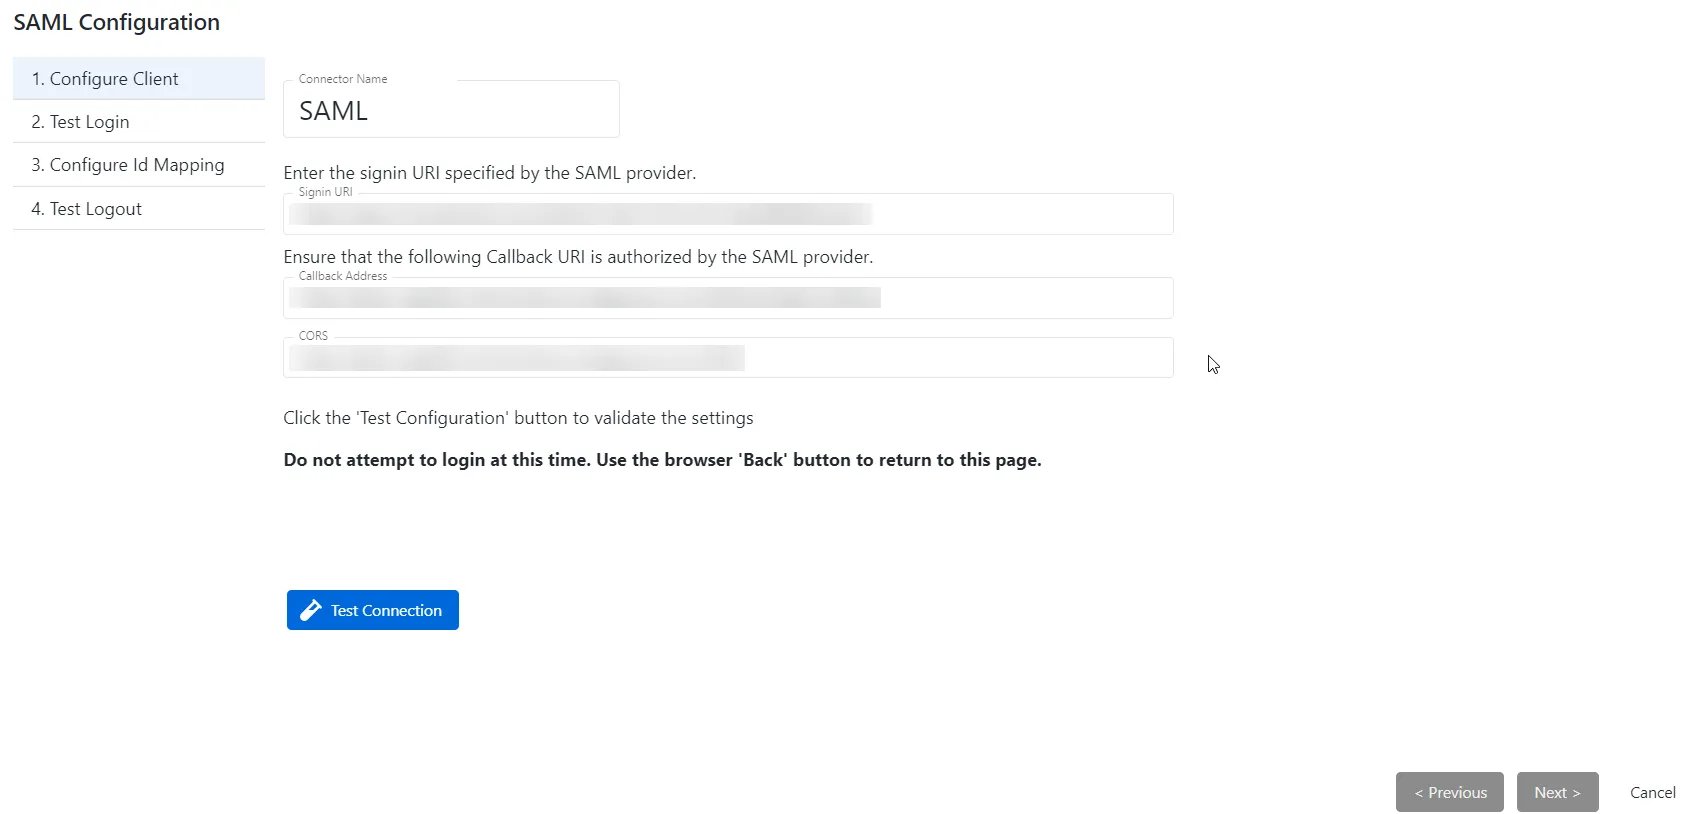 SAML Configuration
1. Configure Client
2. Test Login
3. Configure Id Mapping
4. Test Logout
Connector Name
SAML
Enter the signin URI specified by the SAML provider.
Signin URI
Ensure that the following Callback URI is authorized by the SAML provider.
Callback Address
CORS
Click the 'Test Configuration' button to validate the settings
Do not attempt to login at this time. Use the browser 'Back' button to return to this page.
Test Connection
< Previous
Next >
Cancel